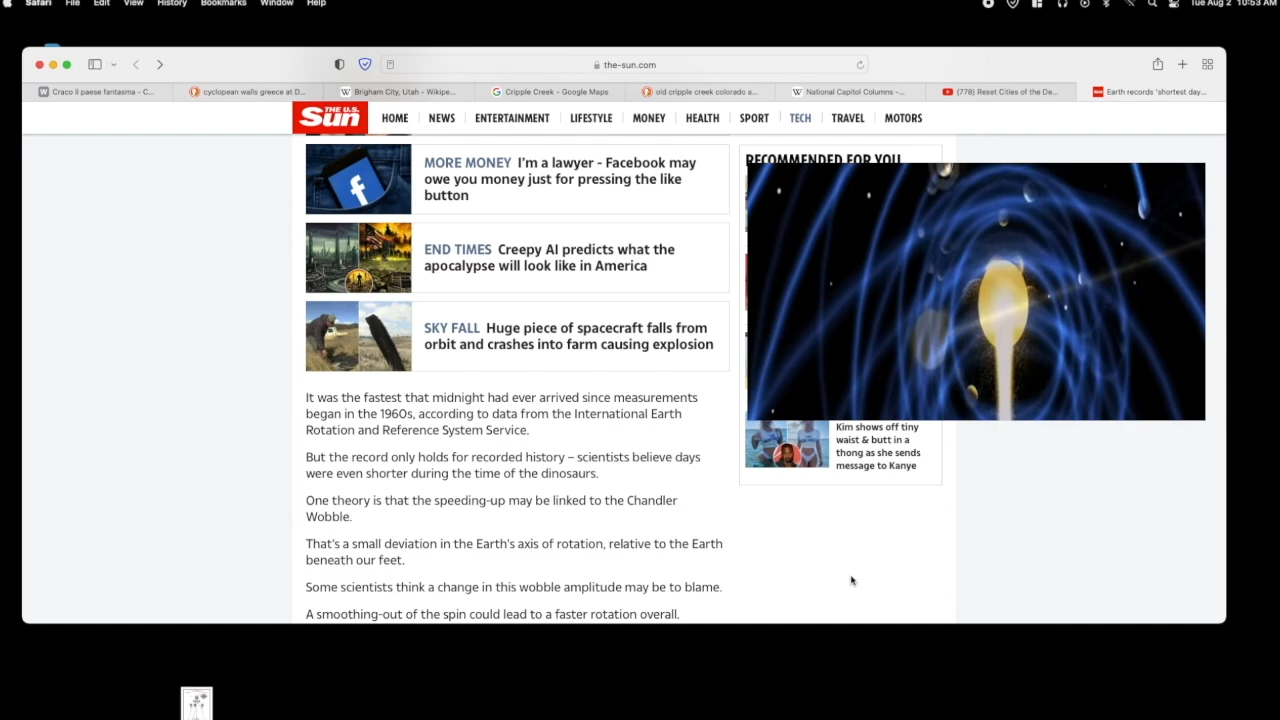 Safari File Edit View History Bookmarks Window Help
Tue Aug 2 10:53 AM
the-sun.com
Craco il paese fantasma - C...
cyclopean walls greece at D...
Brigham City, Utah - Wikipe...
Cripple Creek - Google Maps
old cripple creek colorado a...
National Capitol Columns -...
(778) Reset Cities of the De...
Earth records 'shortest day...
THE U.S.
Sun
HOME NEWS ENTERTAINMENT LIFESTYLE MONEY HEALTH SPORT TECH TRAVEL MOTORS
MORE MONEY I'm a lawyer - Facebook may
owe you money just for pressing the like
button
END TIMES Creepy AI predicts what the
apocalypse will look like in America
SKY FALL Huge piece of spacecraft falls from
orbit and crashes into farm causing explosion
It was the fastest that midnight had ever arrived since measurements
began in the 1960s, according to data from the International Earth
Rotation and Reference System Service.
But the record only holds for recorded history – scientists believe days
were even shorter during the time of the dinosaurs.
One theory is that the speeding-up may be linked to the Chandler
Wobble.
That's a small deviation in the Earth's axis of rotation, relative to the Earth
beneath our feet.
Some scientists think a change in this wobble amplitude may be to blame.
A smoothing-out of the spin could lead to a faster rotation overall.
RECOMMENDED FOR YOU
Kim shows off tiny
waist & butt in a
thong as she sends
message to Kanye